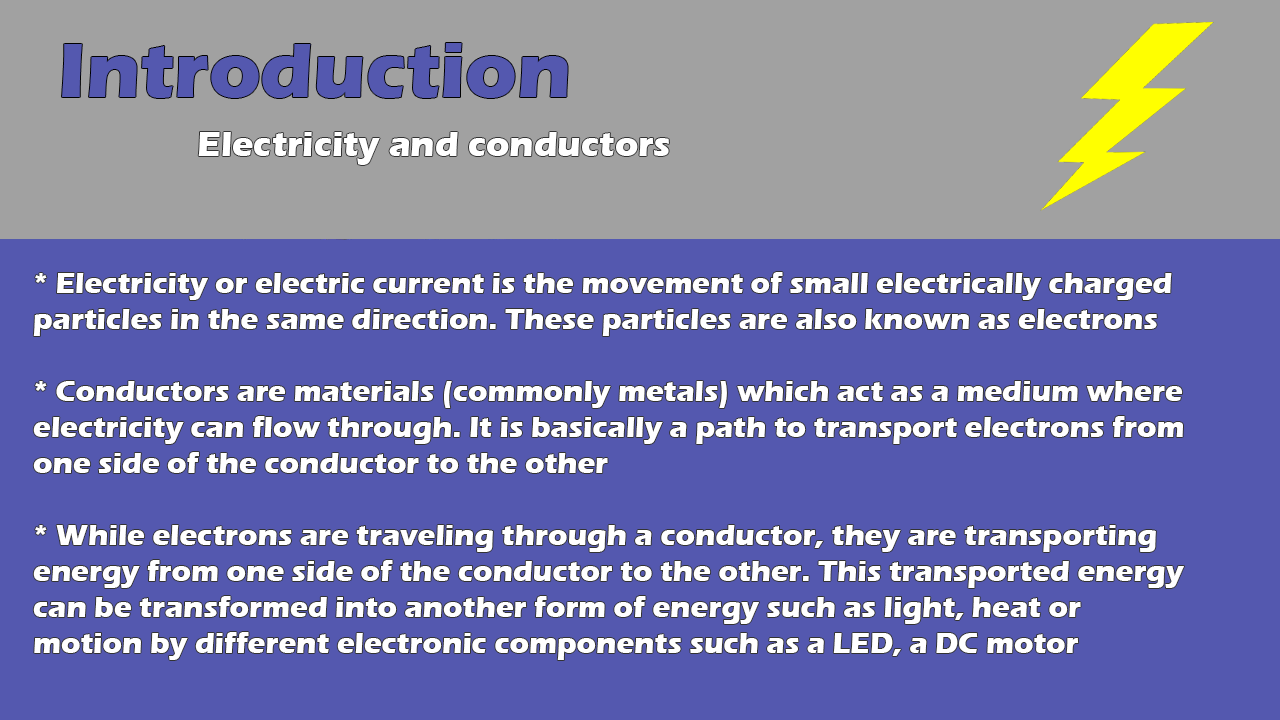 Introduction
Electricity and conductors
* Electricity or electric current is the movement of small electrically charged
particles in the same direction. These particles are also known as electrons
* Conductors are materials (commonly metals) which act as a medium where
electricity can flow through. It is basically a path to transport electrons from
one side of the conductor to the other
* While electrons are traveling through a conductor, they are transporting
energy from one side of the conductor to the other. This transported energy
can be transformed into another form of energy such as light, heat or
motion by different electronic components such as a LED, a DC motor